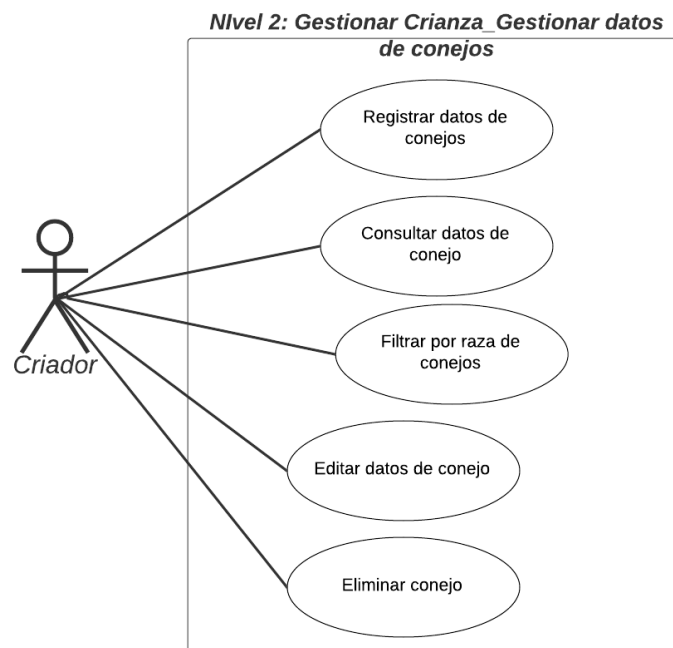 NIvel 2: Gestionar Crianza_Gestionar datos
de conejos
Registrar datos de
conejos
Consultar datos de
conejo
Filtrar por raza de
conejos
Criador
Editar datos de conejo
Eliminar conejo